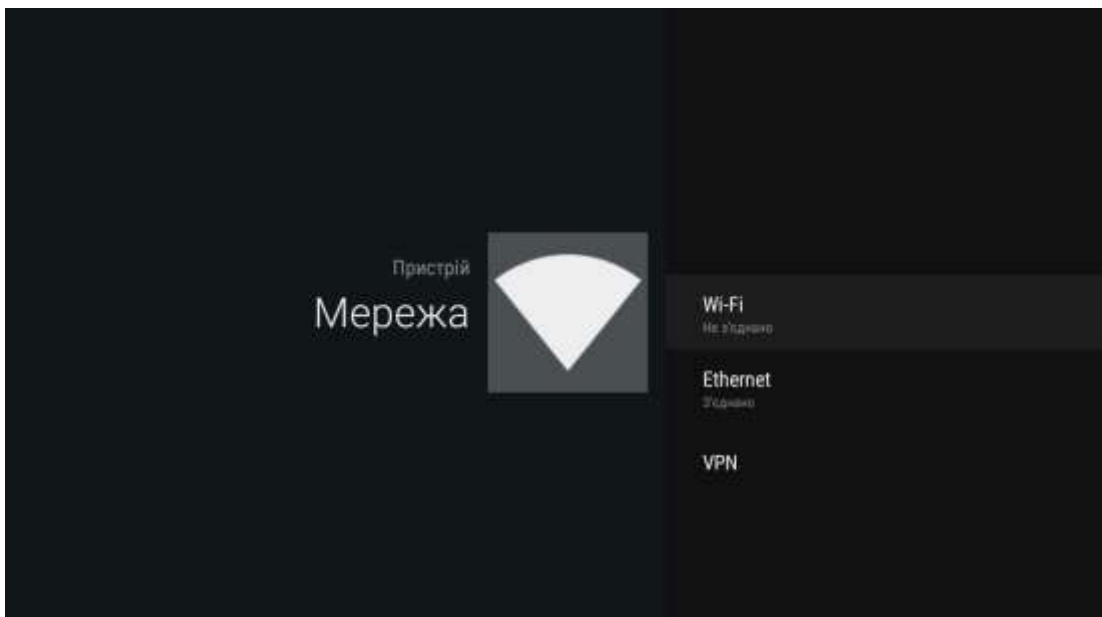 Пристрій
Мережа
Wi-Fi
Не з'єднано
Ethernet
З'єднано
VPN